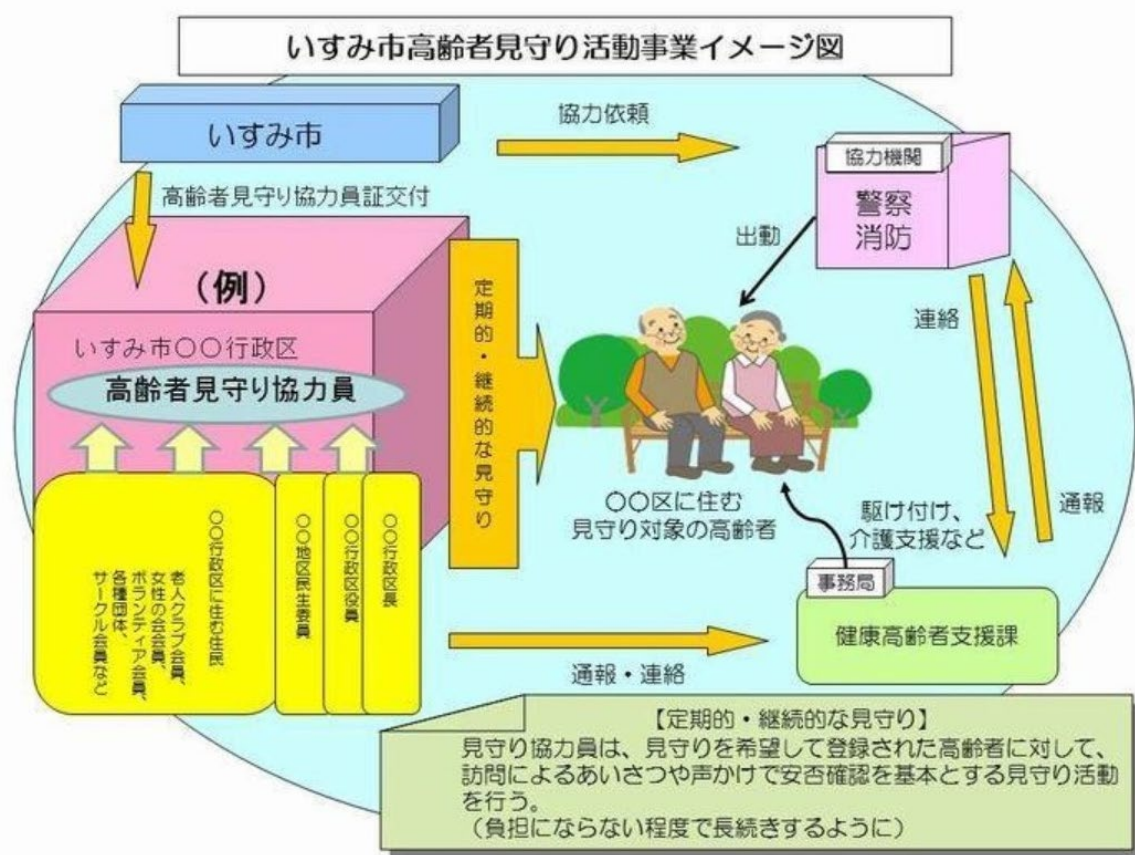 いすみ市高齢者見守り活動事業イメージ図
いすみ市
協力依頼
協力機関
警察
消防
高齢者見守り協力員証交付
出動
(例)
いすみ市〇〇行政区
高齢者見守り協力員
定期的・継続的な見守り
連絡
通報
〇〇区に住む
見守り対象の高齢者
駆け付け、
介護支援など
〇〇行政区長
〇〇行政区役員
〇〇地区民生委員
〇〇行政区に住む住民
老人クラブ会員、
女性の会会員、
ボランティア会員、
各種団体、
サークル会員など
事務局
健康高齢者支援課
通報・連絡
【定期的・継続的な見守り】
見守り協力員は、見守りを希望して登録された高齢者に対して、
訪問によるあいさつや声かけで安否確認を基本とする見守り活動
を行う。
(負担にならない程度で長続きするように)